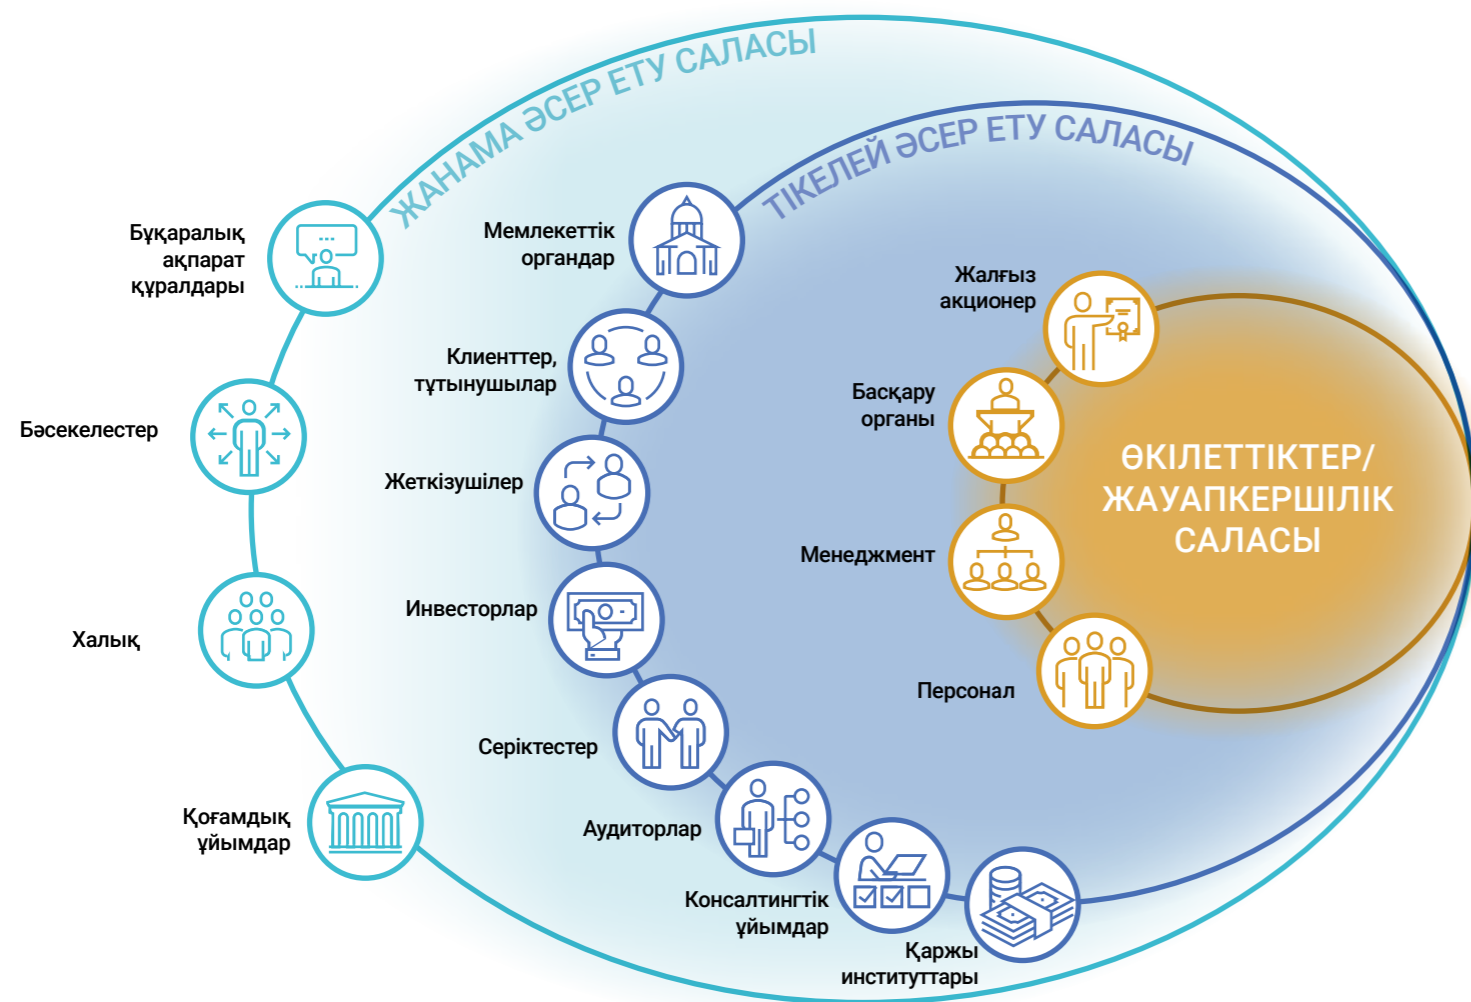 ЖАНАМА ӘСЕР ЕТУ САЛАСЫ
ТІКЕЛЕЙ ӘСЕР ЕТУ САЛАСЫ
Бұқаралық
ақпарат
құралдары
Бәсекелестер
Халық
Қоғамдық
ұйымдар
Мемлекеттік
органдар
Клиенттер,
тұтынушылар
Жеткізушілер
Инвесторлар
Серіктестер
Аудиторлар
Консалтингтік
ұйымдар
Қаржы
институттары
Жалғыз
акционер
Басқару
органы
Менеджмент
Персонал
ӨКІЛЕТТІКТЕР/
ЖАУАПКЕРШІЛІК
САЛАСЫ